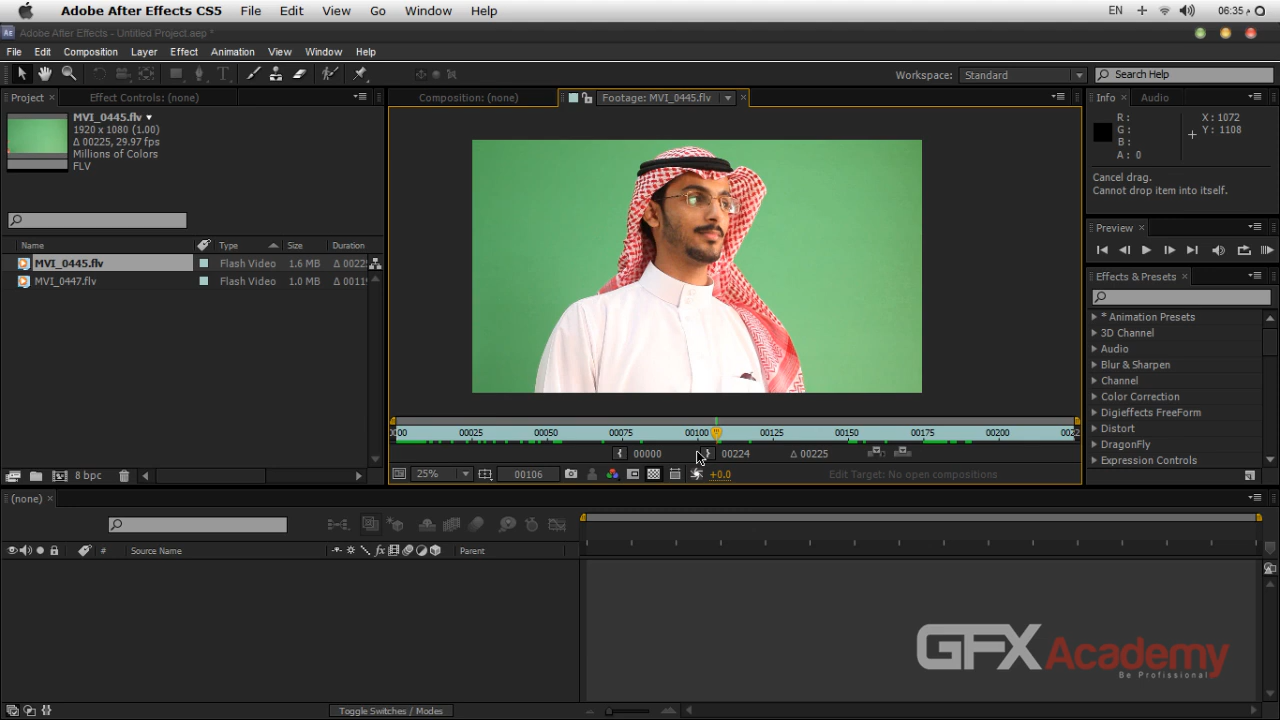 Adobe After Effects CS5 File Edit View Go Window Help EN 06:35 م
Adobe After Effects - Untitled Project.aep *
File Edit Composition Layer Effect Animation View Window Help
Workspace: Standard Search Help
Project Effect Controls: (none) Composition: (none) Footage: MVI_0445.flv Info Audio
MVI_0445.flv
1920 x 1080 (1.00)
Δ 00225, 29.97 fps
Millions of Colors
FLV
R: X: 1072
G: Y: 1108
B:
A: 0
Cancel drag.
Cannot drop item into itself.
Preview
Name Type Size Duration
MVI_0445.flv Flash Video 1.6 MB Δ 0022
MVI_0447.flv Flash Video 1.0 MB Δ 0011
Effects & Presets
* Animation Presets
3D Channel
Audio
Blur & Sharpen
Channel
Color Correction
Digieffects FreeForm
Distort
DragonFly
Expression Controls
00025 00050 00075 00100 00125 00150 00175 00200
00000 00224 Δ 00225
8 bpc 25% 00106 +0.0 Edit Target: No open compositions
(none)
# Source Name Parent
GFXAcademy
Be Profissional
Toggle Switches / Modes